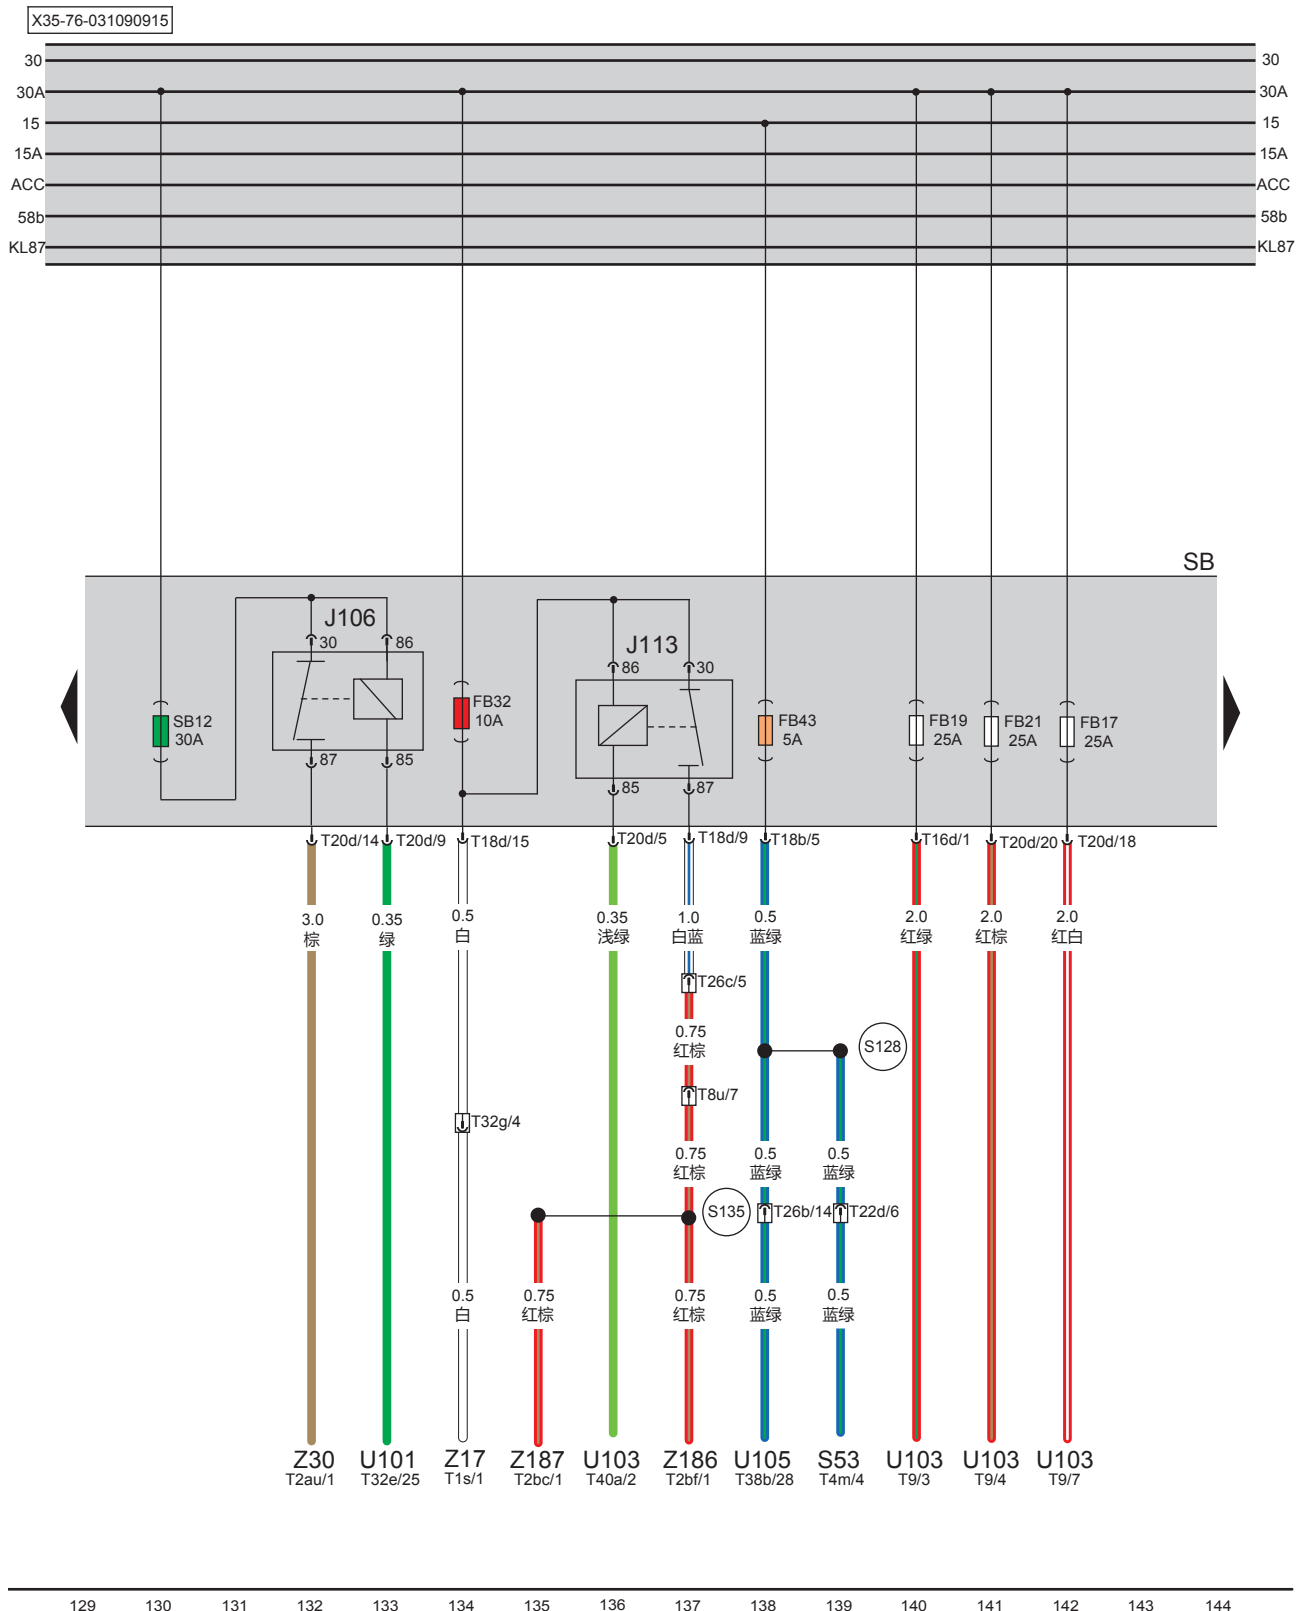 X35-76-031090915
30 30
30A 30A
15 15
15A 15A
ACC ACC
58b 58b
KL87 KL87
SB
J106
30 86
J113
86 30
SB12
30A
FB32
10A
FB43
5A
FB19
25A
FB21
25A
FB17
25A
87 85
85 87
T20d/14 T20d/9 T18d/15 T20d/5 T18d/9 T18b/5 T16d/1 T20d/20 T20d/18
3.0 0.35 0.5 0.35 1.0 0.5 2.0 2.0 2.0
棕 绿 白 浅绿 白蓝 蓝绿 红绿 红棕 红白
T26c/5
0.75
红棕
S128
T8u/7
T32g/4
0.75 0.5 0.5
红棕 蓝绿 蓝绿
S135 T26b/14 T22d/6
0.5 0.75 0.75 0.5 0.5
白 红棕 红棕 蓝绿 蓝绿
Z30 U101 Z17 Z187 U103 Z186 U105 S53 U103 U103 U103
T2au/1 T32e/25 T1s/1 T2bc/1 T40a/2 T2bf/1 T38b/28 T4m/4 T9/3 T9/4 T9/7
129 130 131 132 133 134 135 136 137 138 139 140 141 142 143 144